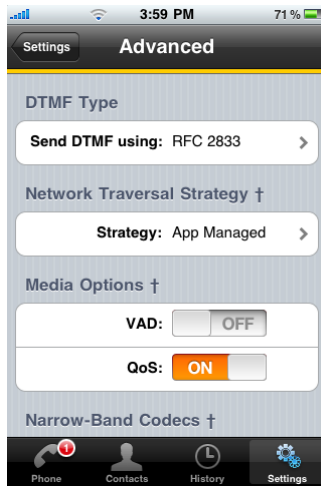 3:59 PM 71 %
Settings Advanced
DTMF Type
Send DTMF using: RFC 2833
Network Traversal Strategy †
Strategy: App Managed
Media Options †
VAD: OFF
QoS: ON
Narrow-Band Codecs †
1
Phone Contacts History Settings